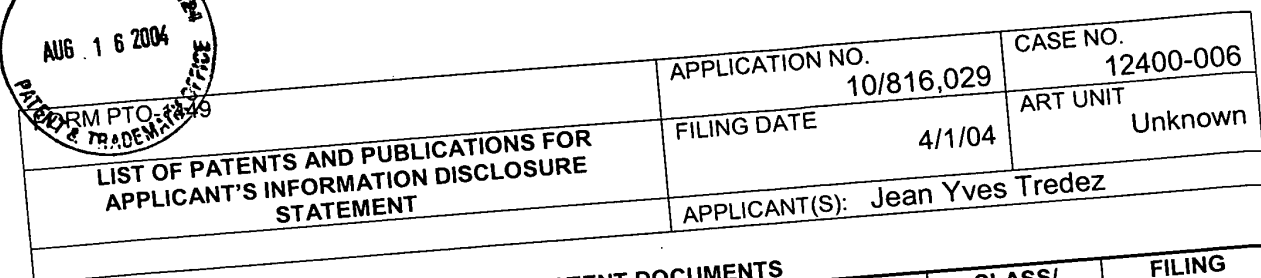 AUG 16 2004
PATENT & TRADEMARK OFFICE
APPLICATION NO.
10/816,029
CASE NO.
12400-006
FORM PTO-1449
FILING DATE
4/1/04
ART UNIT
Unknown
LIST OF PATENTS AND PUBLICATIONS FOR
APPLICANT'S INFORMATION DISCLOSURE
STATEMENT
APPLICANT(S): Jean Yves Tredez
DOCUMENTS
CLASS/
FILING